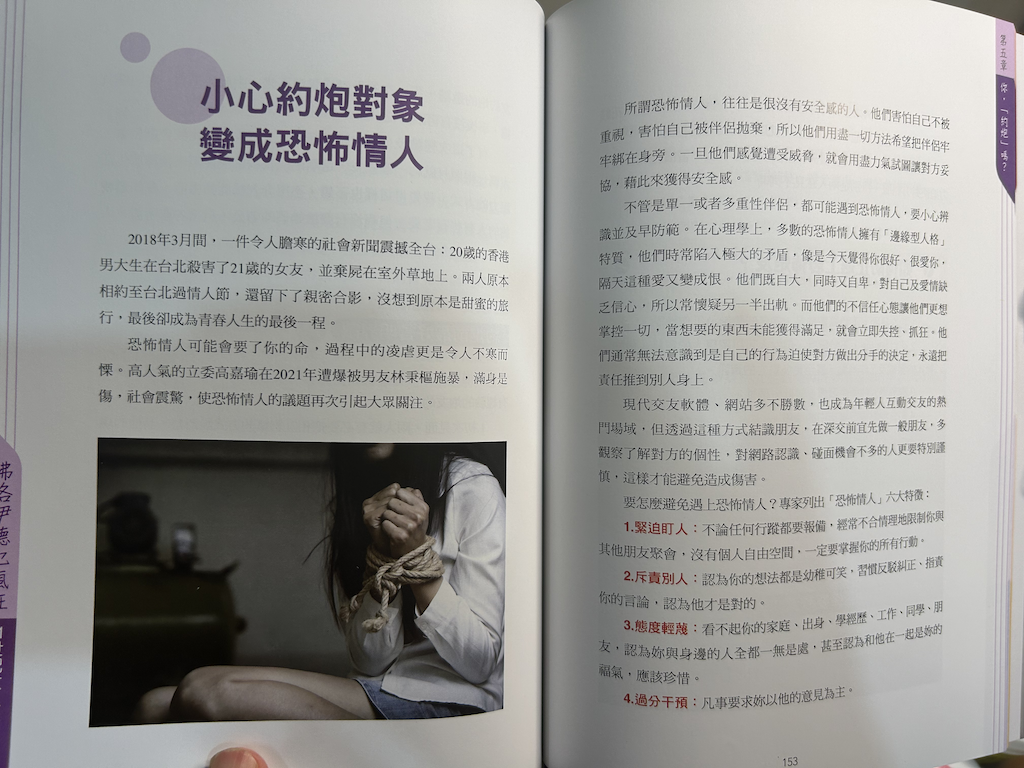 小心約炮對象
變成恐怖情人
2018年3月間，一件令人膽寒的社會新聞震撼全台：20歲的香港
男大生在台北殺害了21歲的女友，並棄屍在室外草地上。兩人原本
相約至台北過情人節，還留下了親密合影，沒想到原本是甜蜜的旅
行，最後卻成為青春人生的最後一程。
恐怖情人可能會要了你的命，過程中的凌虐更是令人不寒而
慄。高人氣的立委高嘉瑜在2021年遭爆被男友林秉樞施暴，滿身是
傷，社會震驚，使恐怖情人的議題再次引起大眾關注。
弗洛伊德也瘋狂
第五章
你，「約炮」嗎？
所謂恐怖情人，往往是很沒有安全感的人。他們害怕自己不被
重視，害怕自己被伴侶拋棄，所以他們用盡一切方法希望把伴侶牢
牢綁在身旁。一旦他們感覺遭受威脅，就會用盡力氣試圖讓對方妥
協，藉此來獲得安全感。
不管是單一或者多重性伴侶，都可能遇到恐怖情人，要小心辨
識並及早防範。在心理學上，多數的恐怖情人擁有「邊緣型人格」
特質，他們時常陷入極大的矛盾，像是今天覺得你很好、很愛你，
隔天這種愛又變成恨。他們既自大，同時又自卑，對自己及愛情缺
乏信心，所以常懷疑另一半出軌。而他們的不信任心態讓他們更想
掌控一切，當想要的東西未能獲得滿足，就會立即失控、抓狂。他
們通常無法意識到是自己的行為迫使對方做出分手的決定，永遠把
責任推到別人身上。
現代交友軟體、網站多不勝數，也成為年輕人互動交友的熱
門場域，但透過這種方式結識朋友，在深交前宜先做一般朋友，多
觀察了解對方的個性，對網路認識、碰面機會不多的人更要特別謹
慎，這樣才能避免造成傷害。
要怎麼避免遇上恐怖情人？專家列出「恐怖情人」六大特徵：
1.緊迫盯人：不論任何行蹤都要報備，經常不合情理地限制你與
其他朋友聚會，沒有個人自由空間，一定要掌握你的所有行動。
2.斥責別人：認為你的想法都是幼稚可笑，習慣反駁糾正、指責
你的言論，認為他才是對的。
3.態度輕蔑：看不起你的家庭、出身、學經歷、工作、同學、朋
友，認為妳與身邊的人全都一無是處，甚至認為和他在一起是妳的
福氣，應該珍惜。
4.過分干預：凡事要求妳以他的意見為主。
153